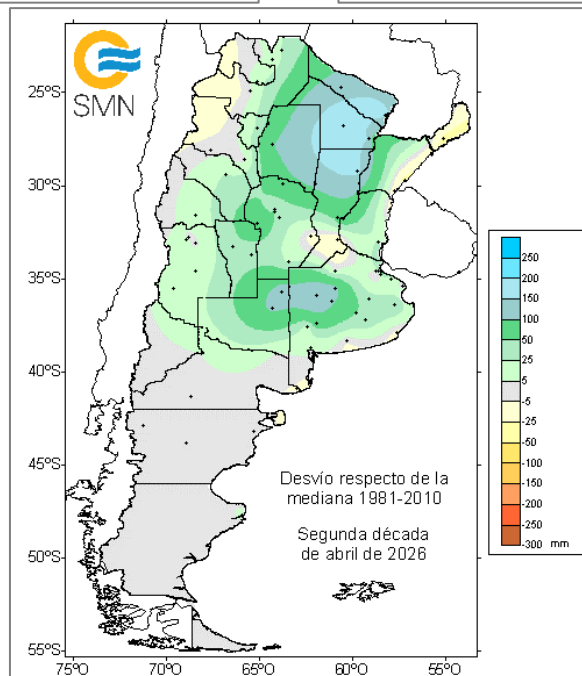 SMN
25°S
30°S
35°S
40°S
45°S
50°S
55°S
75°O
70°O
65°O
60°O
55°O
Desvío respecto de la
mediana 1981-2010
Segunda década
de abril de 2026
250
200
150
100
50
25
5
-5
-25
-50
-100
-150
-200
-250
-300 mm